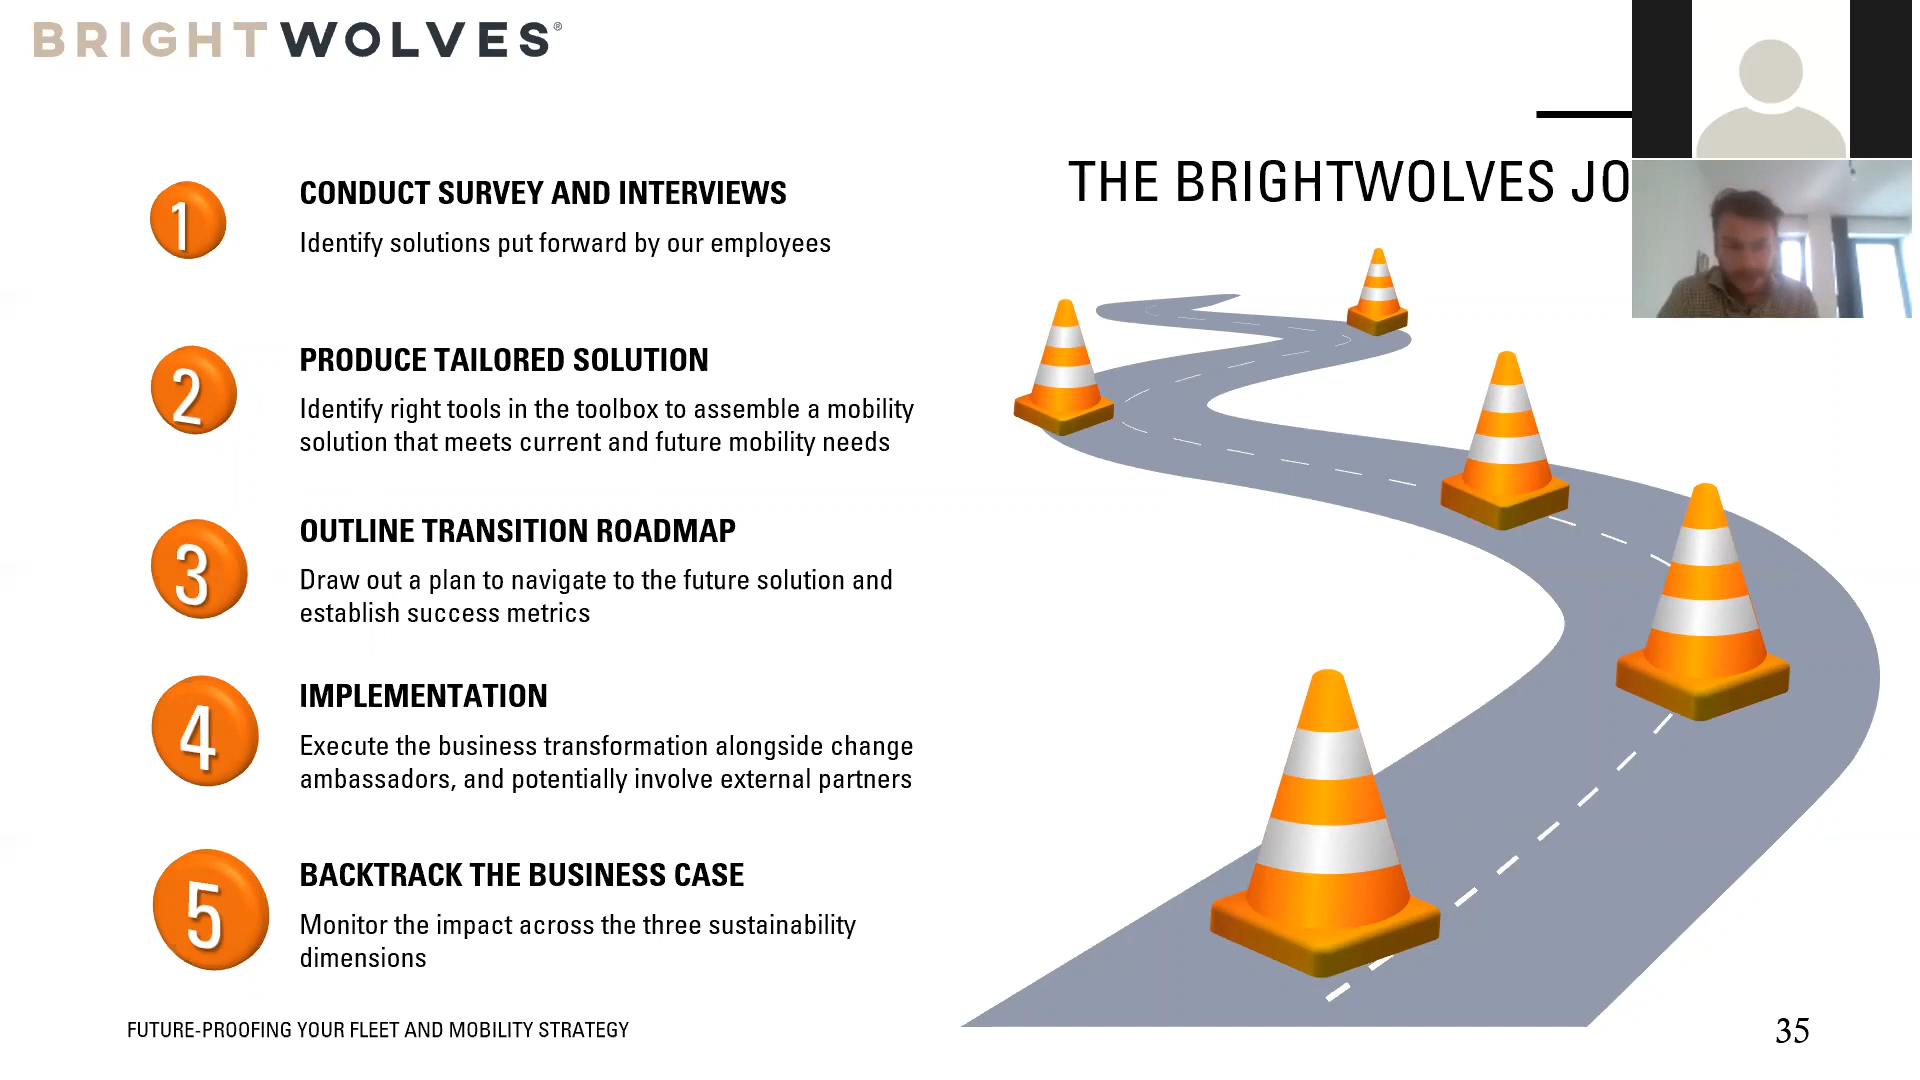 BRIGHTWOLVES®
THE BRIGHTWOLVES JO
1
CONDUCT SURVEY AND INTERVIEWS
Identify solutions put forward by our employees
2
PRODUCE TAILORED SOLUTION
Identify right tools in the toolbox to assemble a mobility
solution that meets current and future mobility needs
3
OUTLINE TRANSITION ROADMAP
Draw out a plan to navigate to the future solution and
establish success metrics
4
IMPLEMENTATION
Execute the business transformation alongside change
ambassadors, and potentially involve external partners
5
BACKTRACK THE BUSINESS CASE
Monitor the impact across the three sustainability
dimensions
FUTURE-PROOFING YOUR FLEET AND MOBILITY STRATEGY
35